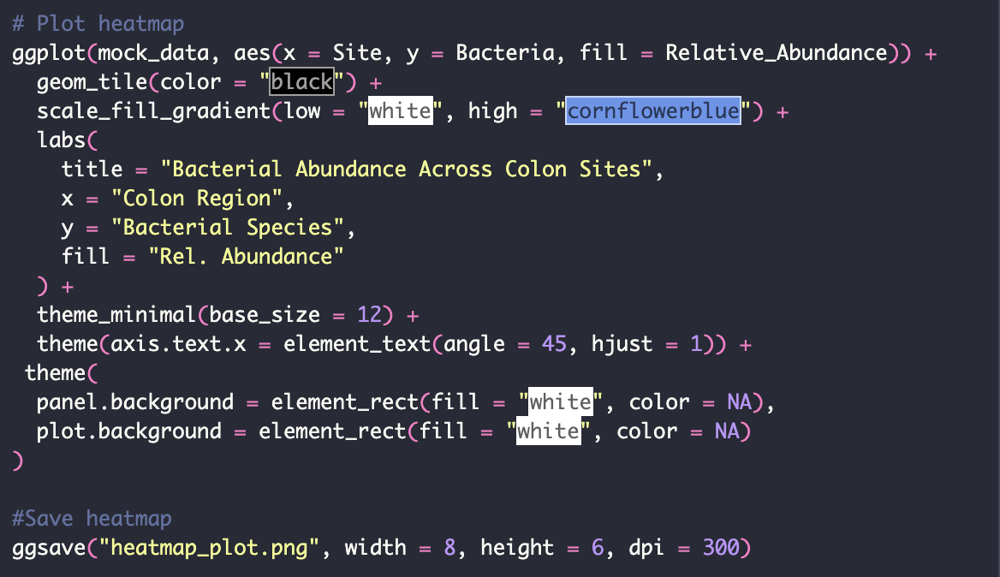 # Plot heatmap
ggplot(mock_data, aes(x = Site, y = Bacteria, fill = Relative_Abundance)) +
  geom_tile(color = "black") +
  scale_fill_gradient(low = "white", high = "cornflowerblue") +
  labs(
    title = "Bacterial Abundance Across Colon Sites",
    x = "Colon Region",
    y = "Bacterial Species",
    fill = "Rel. Abundance"
  ) +
  theme_minimal(base_size = 12) +
  theme(axis.text.x = element_text(angle = 45, hjust = 1)) +
 theme(
  panel.background = element_rect(fill = "white", color = NA),
  plot.background = element_rect(fill = "white", color = NA)
)

#Save heatmap
ggsave("heatmap_plot.png", width = 8, height = 6, dpi = 300)